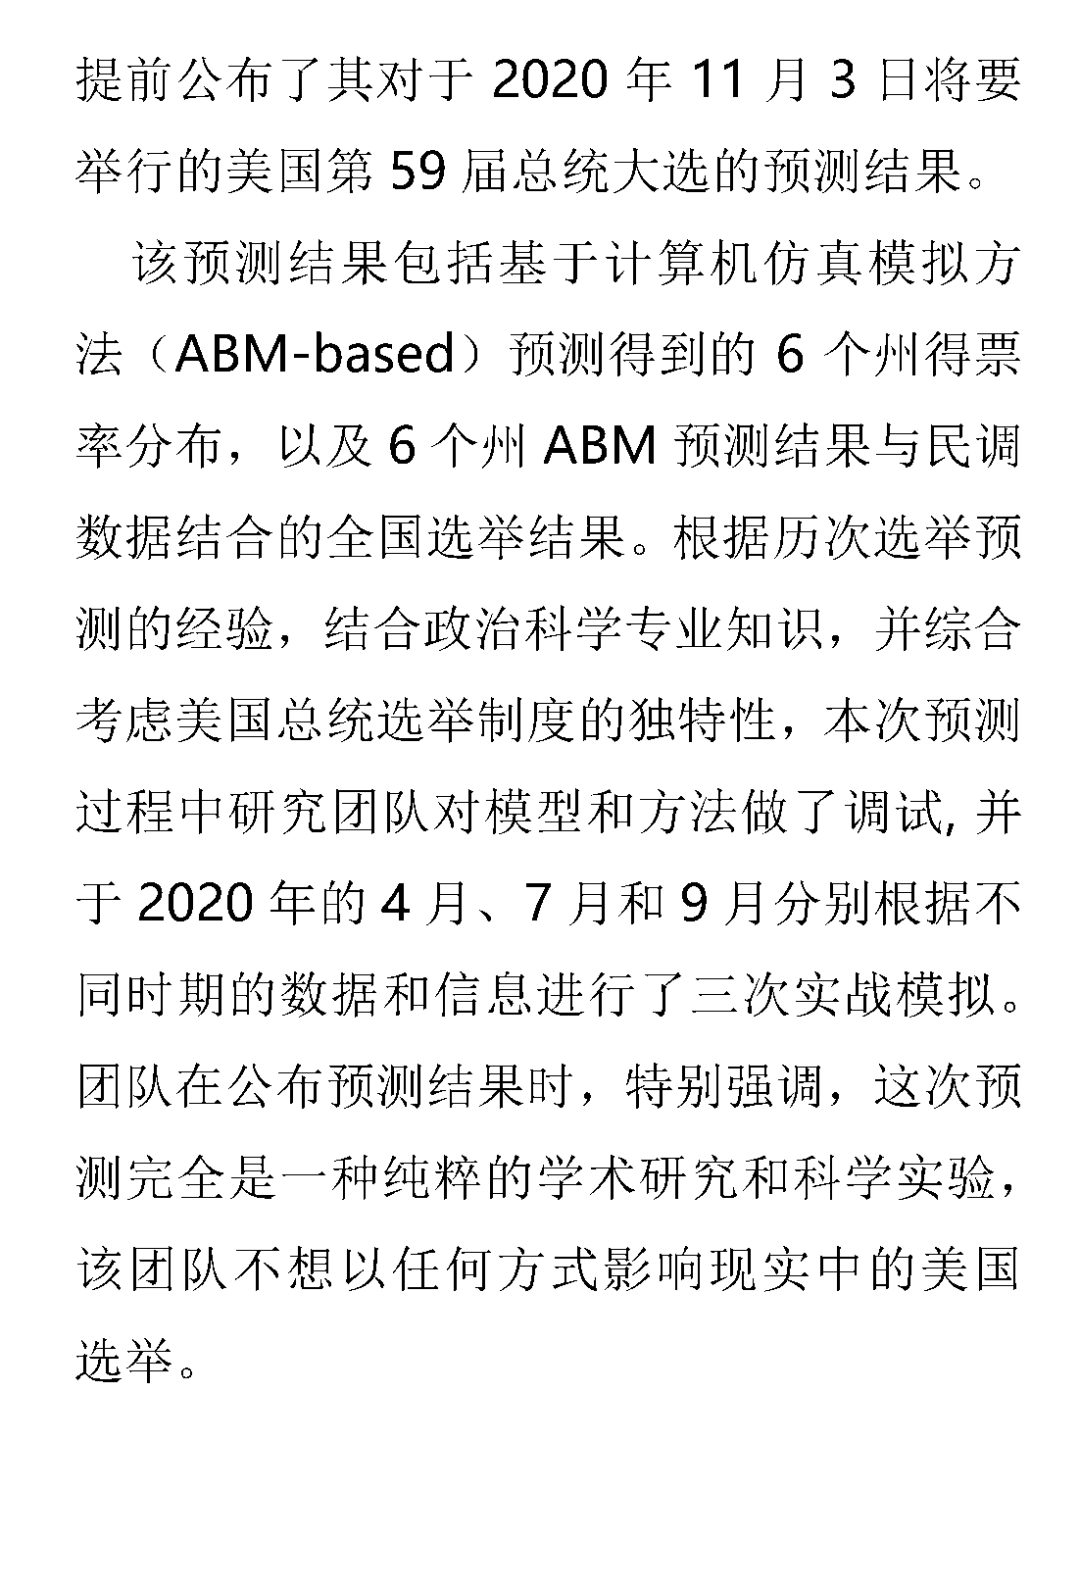 提前公布了其对于 2020 年 11 月 3 日将要
举行的美国第 59 届总统大选的预测结果。
该预测结果包括基于计算机仿真模拟方
法（ABM-based）预测得到的 6 个州得票
率分布，以及 6 个州 ABM 预测结果与民调
数据结合的全国选举结果。根据历次选举预
测的经验，结合政治科学专业知识，并综合
考虑美国总统选举制度的独特性，本次预测
过程中研究团队对模型和方法做了调试, 并
于 2020 年的 4 月、7 月和 9 月分别根据不
同时期的数据和信息进行了三次实战模拟。
团队在公布预测结果时，特别强调，这次预
测完全是一种纯粹的学术研究和科学实验，
该团队不想以任何方式影响现实中的美国
选举。